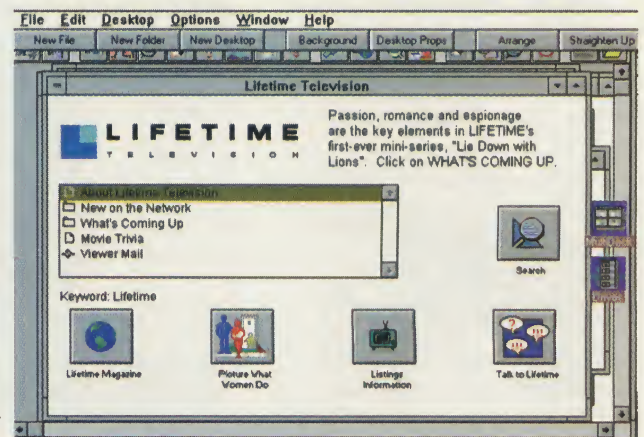 File Edit Desktop Options Window Help
New File New Folder New Desktop Background Desktop Props Arrange Straighten Up
Lifetime Television
LIFETIME
TELEVISION
Passion, romance and espionage
are the key elements in LIFETIME's
first-ever mini-series, "Lie Down with
Lions". Click on WHAT'S COMING UP.
About Lifetime Television
New on the Network
What's Coming Up
Movie Trivia
Viewer Mail
Search
Keyword: Lifetime
Lifetime Magazine
Picture What
Women Do
Listings
Information
Talk to Lifetime